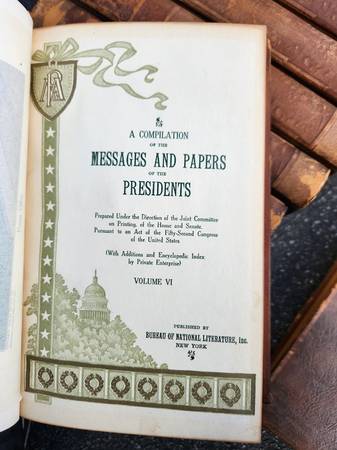 A COMPILATION
OF THE
MESSAGES AND PAPERS
OF THE
PRESIDENTS
Prepared Under the Direction of the Joint Committee
on Printing, of the House and Senate,
Pursuant to an Act of the Fifty-Second Congress
of the United States
(With Additions and Encyclopedic Index
by Private Enterprise)
VOLUME VI
PUBLISHED BY
BUREAU OF NATIONAL LITERATURE, Inc.
NEW YORK